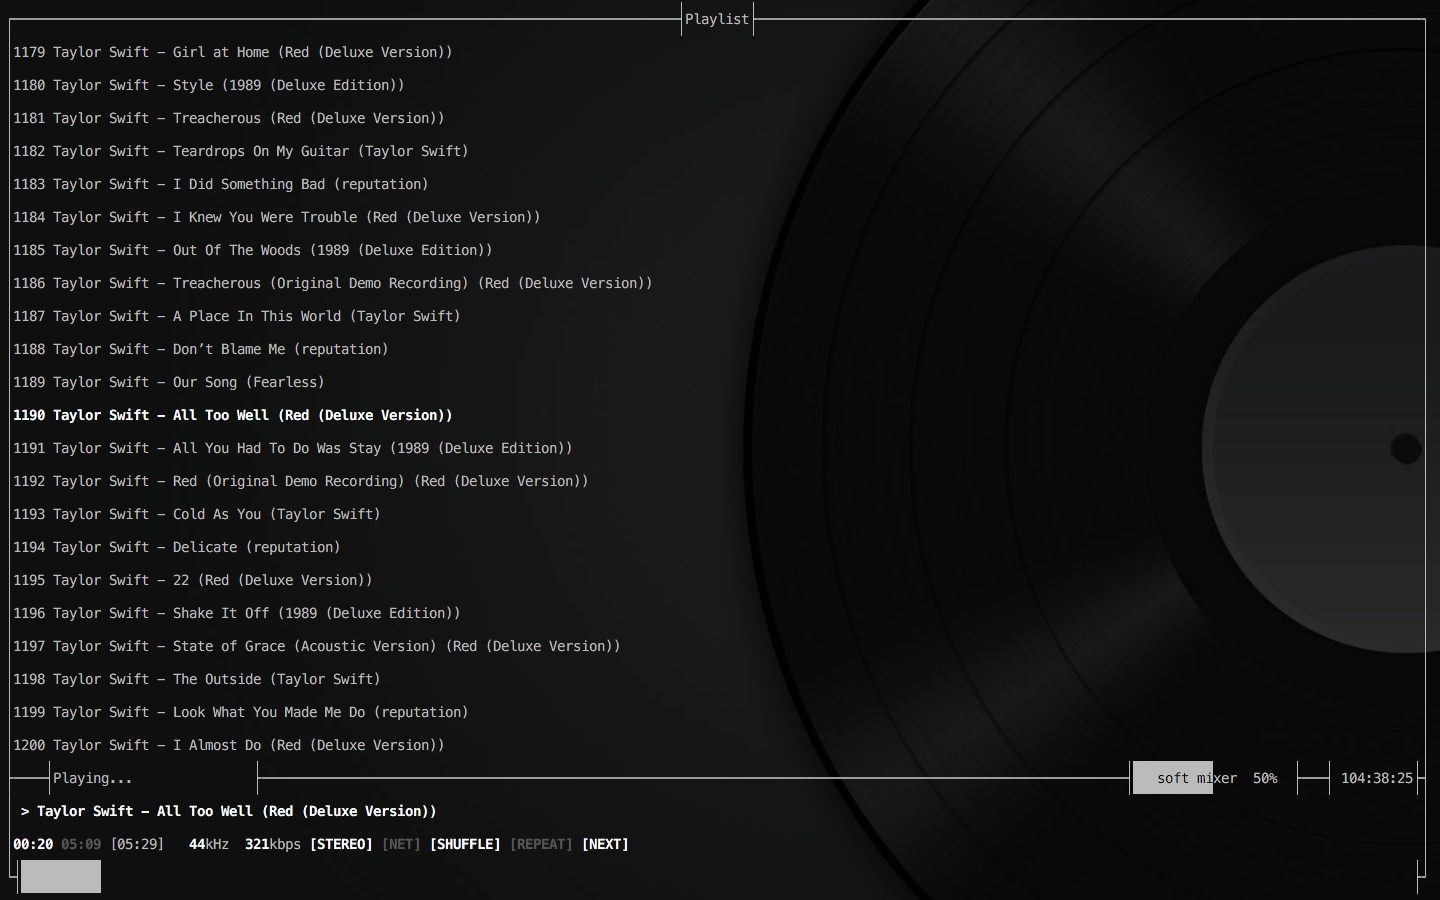 Playlist
1179 Taylor Swift – Girl at Home (Red (Deluxe Version))
1180 Taylor Swift – Style (1989 (Deluxe Edition))
1181 Taylor Swift – Treacherous (Red (Deluxe Version))
1182 Taylor Swift – Teardrops On My Guitar (Taylor Swift)
1183 Taylor Swift – I Did Something Bad (reputation)
1184 Taylor Swift – I Knew You Were Trouble (Red (Deluxe Version))
1185 Taylor Swift – Out Of The Woods (1989 (Deluxe Edition))
1186 Taylor Swift – Treacherous (Original Demo Recording) (Red (Deluxe Version))
1187 Taylor Swift – A Place In This World (Taylor Swift)
1188 Taylor Swift – Don’t Blame Me (reputation)
1189 Taylor Swift – Our Song (Fearless)
1190 Taylor Swift – All Too Well (Red (Deluxe Version))
1191 Taylor Swift – All You Had To Do Was Stay (1989 (Deluxe Edition))
1192 Taylor Swift – Red (Original Demo Recording) (Red (Deluxe Version))
1193 Taylor Swift – Cold As You (Taylor Swift)
1194 Taylor Swift – Delicate (reputation)
1195 Taylor Swift – 22 (Red (Deluxe Version))
1196 Taylor Swift – Shake It Off (1989 (Deluxe Edition))
1197 Taylor Swift – State of Grace (Acoustic Version) (Red (Deluxe Version))
1198 Taylor Swift – The Outside (Taylor Swift)
1199 Taylor Swift – Look What You Made Me Do (reputation)
1200 Taylor Swift – I Almost Do (Red (Deluxe Version))
Playing... soft mixer 50% 104:38:25
> Taylor Swift – All Too Well (Red (Deluxe Version))
00:20 05:09 [05:29] 44kHz 321kbps [STEREO] [NET] [SHUFFLE] [REPEAT] [NEXT]